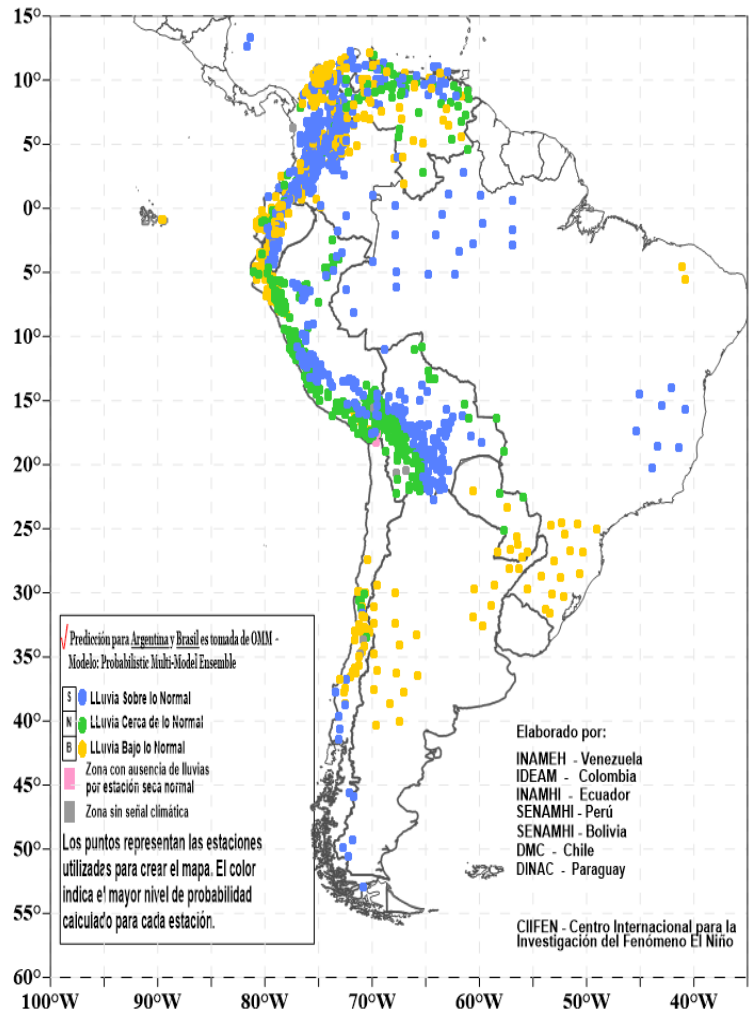 15°
10°
5°
0°
5°
10°
15°
20°
25°
30°
35°
40°
45°
50°
55°
60°
100°W
90°W
80°W
70°W
60°W
50°W
40°W
√ Predicción para Argentina y Brasil es tomada de OMM -
Modelo: Probabilistic Multi-Model Ensemble
S LLuvia Sobre lo Normal
N LLuvia Cerca de lo Normal
B LLuvia Bajo lo Normal
Zona con ausencia de lluvias
por estación seca normal
Zona sin señal climática
Los puntos representan las estaciones
utilizadas para crear el mapa. El color
indica el mayor nivel de probabilidad
calculado para cada estación.
Elaborado por:
INAMEH - Venezuela
IDEAM - Colombia
INAMHI - Ecuador
SENAMHI - Perú
SENAMHI - Bolivia
DMC - Chile
DINAC - Paraguay
CIIFEN - Centro Internacional para la
Investigación del Fenómeno El Niño